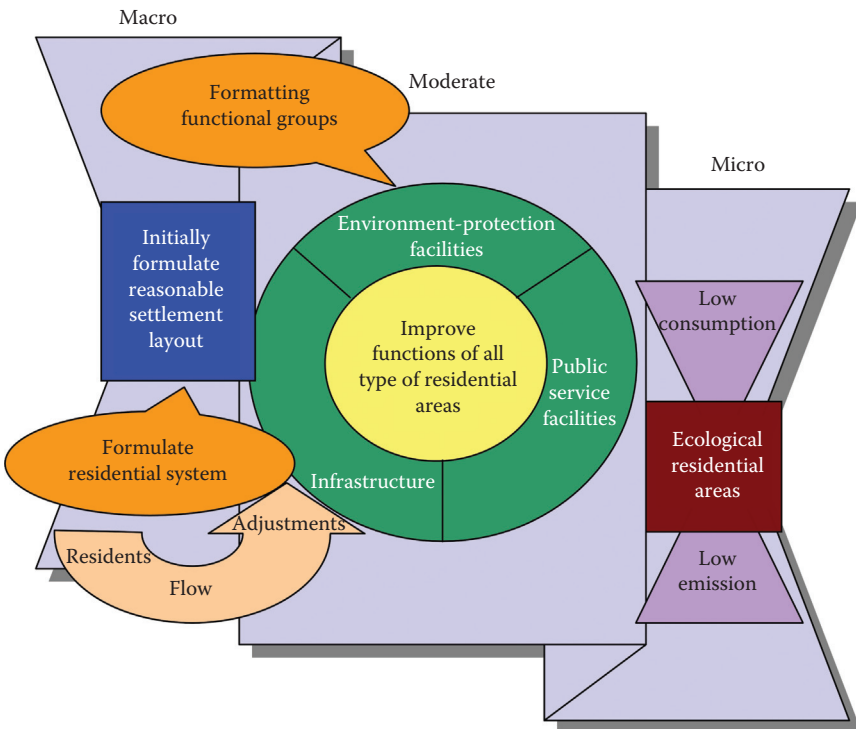 Macro
Formatting
functional groups
Moderate
Micro
Environment-protection
facilities
Initially
formulate
reasonable
settlement
layout
Improve
functions of all
type of residential
areas
Low
consumption
Public
service
facilities
Formulate
residential system
Infrastructure
Ecological
residential
areas
Adjustments
Residents
Flow
Low
emission